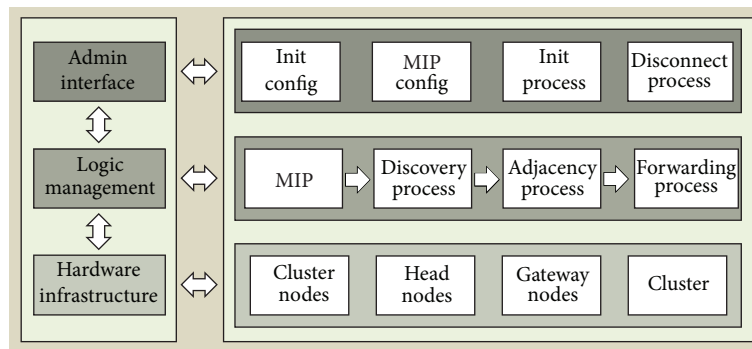 Admin
interface
Init
config
MIP
config
Init
process
Disconnect
process
Logic
management
MIP
Discovery
process
Adjacency
process
Forwarding
process
Hardware
infrastructure
Cluster
nodes
Head
nodes
Gateway
nodes
Cluster